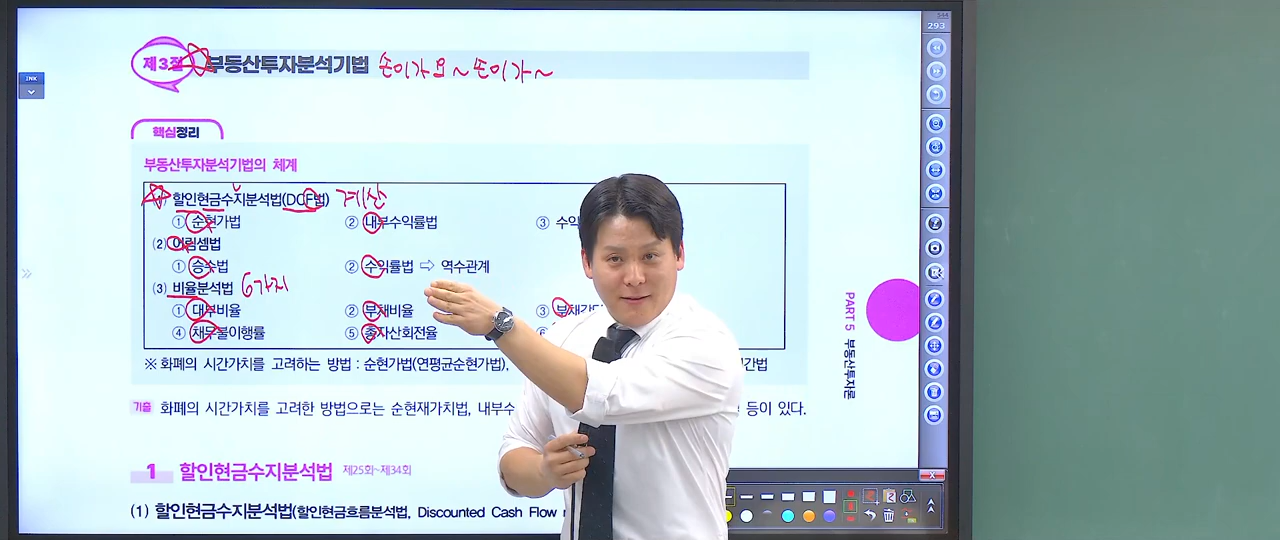 544
293
제3절 부동산투자분석기법 손이가요~손이가~
INK
핵심정리
부동산투자분석기법의 체계
할인현금수지분석법(DCF법) 계산
① 순현가법 ② 내부수익률법 ③ 수익
(2) 어림셈법
① 승수법 ② 수익률법 ⇨ 역수관계
(3) 비율분석법 6가지
① 대부비율 ② 부채비율 ③ 부채감당
④ 채무불이행률 ⑤ 총자산회전율 ⑥
※ 화폐의 시간가치를 고려하는 방법 : 순현가법(연평균순현가법), 간법
기출 화폐의 시간가치를 고려한 방법으로는 순현재가치법, 내부수 등이 있다.
PART 5 부동산투자론
1 할인현금수지분석법 제25회~제34회
(1) 할인현금수지분석법(할인현금흐름분석법, Discounted Cash Flow